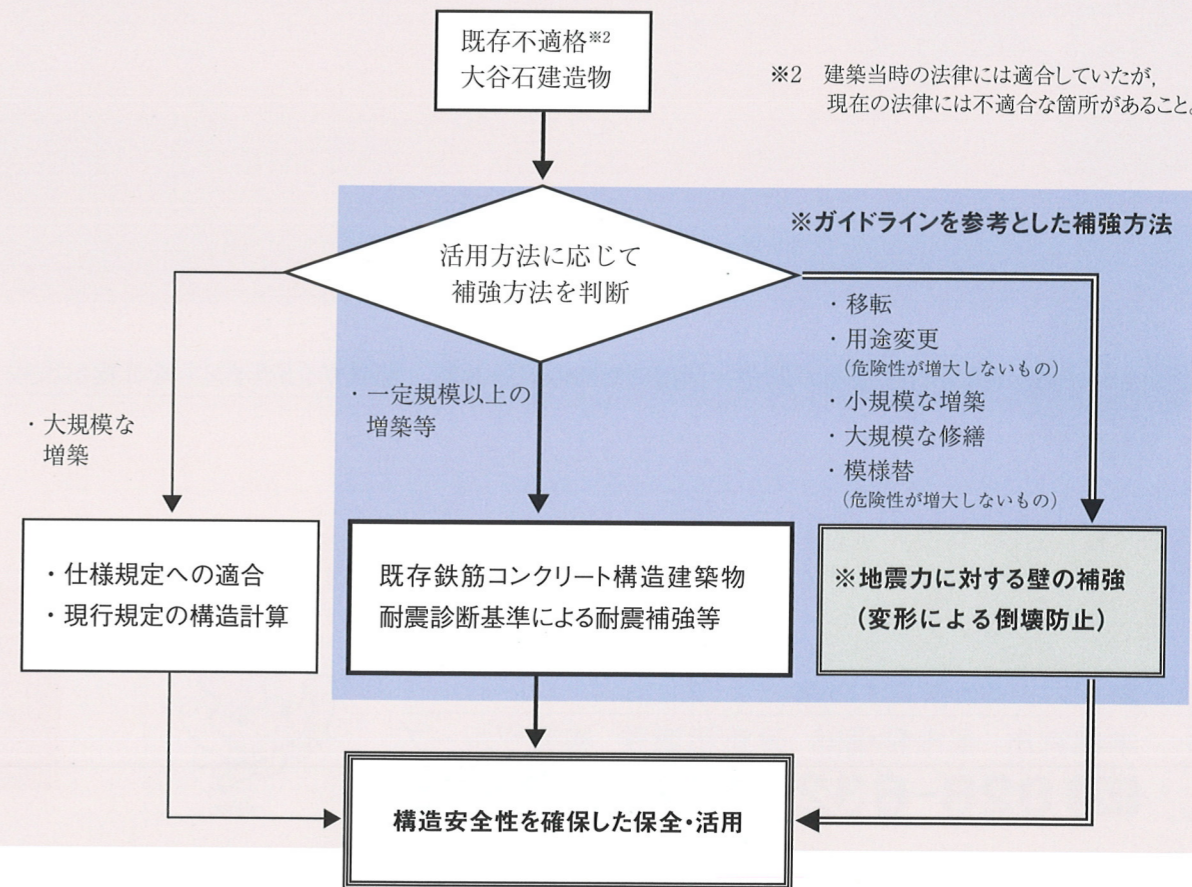 既存不適格※2
大谷石建造物
※2 建築当時の法律には適合していたが,
現在の法律には不適合な箇所があること。
※ガイドラインを参考とした補強方法
活用方法に応じて
補強方法を判断
・大規模な
増築
・一定規模以上の
増築等
・移転
・用途変更
(危険性が増大しないもの)
・小規模な増築
・大規模な修繕
・模様替
(危険性が増大しないもの)
・仕様規定への適合
・現行規定の構造計算
既存鉄筋コンクリート構造建築物
耐震診断基準による耐震補強等
※地震力に対する壁の補強
(変形による倒壊防止)
構造安全性を確保した保全・活用